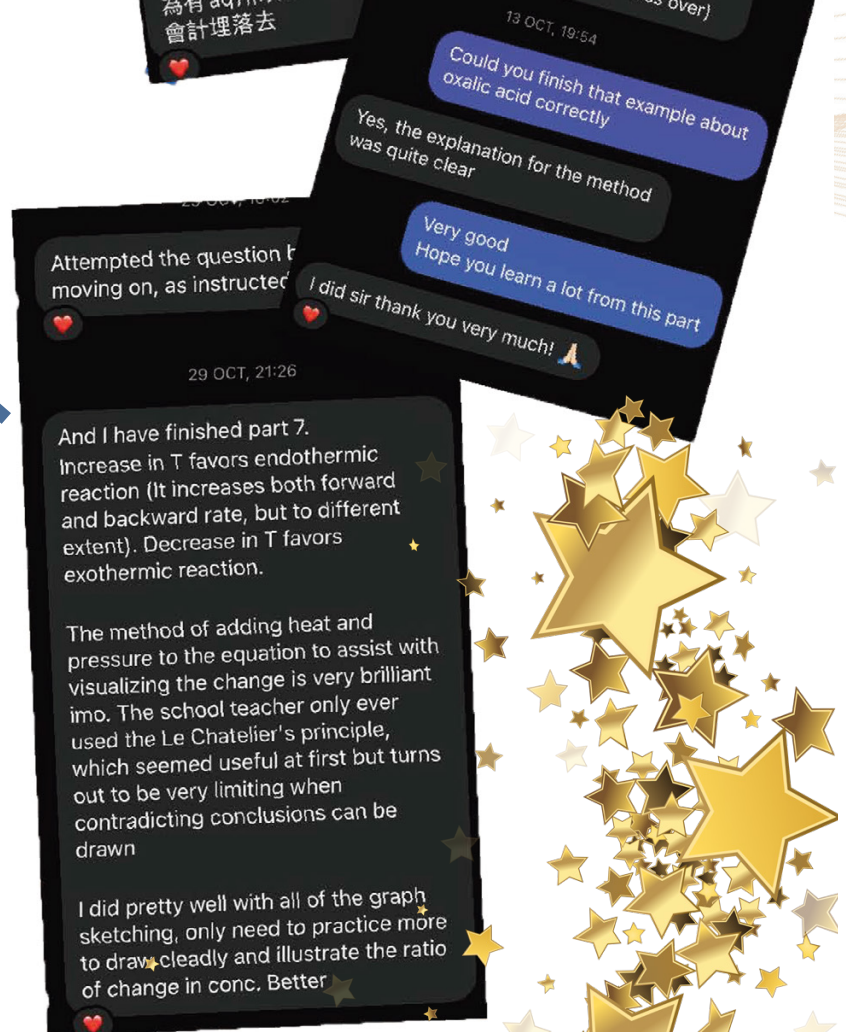 為有
會計埋落去
over)
13 OCT, 19:54
Could you finish that example about
oxalic acid correctly
Yes, the explanation for the method
was quite clear
Very good
Hope you learn a lot from this part
I did sir thank you very much! 🙏🏻
Attempted the question
moving on, as instructed
29 OCT, 21:26
And I have finished part 7.
Increase in T favors endothermic
reaction (It increases both forward
and backward rate, but to different
extent). Decrease in T favors
exothermic reaction.
The method of adding heat and
pressure to the equation to assist with
visualizing the change is very brilliant
imo. The school teacher only ever
used the Le Chatelier's principle,
which seemed useful at first but turns
out to be very limiting when
contradicting conclusions can be
drawn
I did pretty well with all of the graph
sketching, only need to practice more
to draw cleadly and illustrate the ratio
of change in conc. Better